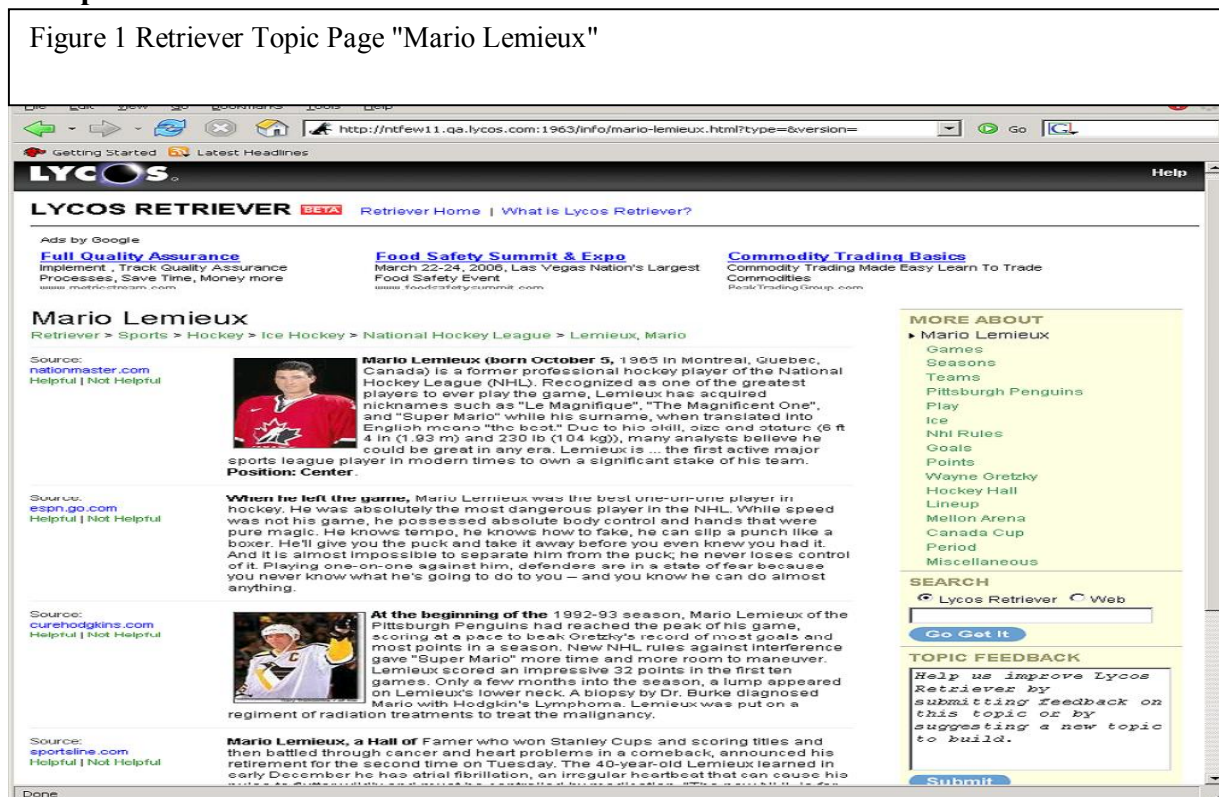 Figure 1 Retriever Topic Page "Mario Lemieux"
File Edit View Go Bookmarks Tools Help
http://ntfew11.qa.lycos.com:1963/info/mario-lemieux.html?type=&version=
Go
Getting Started Latest Headlines
LYCOS
Help
LYCOS RETRIEVER BETA Retriever Home | What is Lycos Retriever?
Ads by Google
Full Quality Assurance
Implement , Track Quality Assurance
Processes, Save Time, Money more
www.metricstream.com
Food Safety Summit & Expo
March 22-24, 2006, Las Vegas Nation's Largest
Food Safety Event
www.foodsafetysummit.com
Commodity Trading Basics
Commodity Trading Made Easy Learn To Trade
Commodities
PeakTradingGroup.com
Mario Lemieux
Retriever > Sports > Hockey > Ice Hockey > National Hockey League > Lemieux, Mario
Source:
nationmaster.com
Helpful | Not Helpful
Mario Lemieux (born October 5, 1965 in Montreal, Quebec,
Canada) is a former professional hockey player of the National
Hockey League (NHL). Recognized as one of the greatest
players to ever play the game, Lemieux has acquired
nicknames such as "Le Magnifique", "The Magnificent One",
and "Super Mario" while his surname, when translated into
English means "the best." Due to his skill, size and stature (6 ft
4 in (1.93 m) and 230 lb (104 kg)), many analysts believe he
could be great in any era. Lemieux is ... the first active major
sports league player in modern times to own a significant stake of his team.
Position: Center.
Source:
espn.go.com
Helpful | Not Helpful
When he left the game, Mario Lemieux was the best one-on-one player in
hockey. He was absolutely the most dangerous player in the NHL. While speed
was not his game, he possessed absolute body control and hands that were
pure magic. He knows tempo, he knows how to fake, he can slip a punch like a
boxer. He'll give you the puck and take it away before you even knew you had it.
And it is almost impossible to separate him from the puck; he never loses control
of it. Playing one-on-one against him, defenders are in a state of fear because
you never know what he's going to do to you – and you know he can do almost
anything.
Source:
curehodgkins.com
Helpful | Not Helpful
At the beginning of the 1992-93 season, Mario Lemieux of the
Pittsburgh Penguins had reached the peak of his game,
scoring at a pace to beak Gretzky's record of most goals and
most points in a season. New NHL rules against interference
gave "Super Mario" more time and more room to maneuver.
Lemieux scored an impressive 32 points in the first ten
games. Only a few months into the season, a lump appeared
on Lemieux's lower neck. A biopsy by Dr. Burke diagnosed
Mario with Hodgkin's Lymphoma. Lemieux was put on a
regiment of radiation treatments to treat the malignancy.
Source:
sportsline.com
Helpful | Not Helpful
Mario Lemieux, a Hall of Famer who won Stanley Cups and scoring titles and
then battled through cancer and heart problems in a comeback, announced his
retirement for the second time on Tuesday. The 40-year-old Lemieux learned in
early December he has atrial fibrillation, an irregular heartbeat that can cause his
MORE ABOUT
Mario Lemieux
Games
Seasons
Teams
Pittsburgh Penguins
Play
Ice
Nhl Rules
Goals
Points
Wayne Gretzky
Hockey Hall
Lineup
Mellon Arena
Canada Cup
Period
Miscellaneous
SEARCH
Lycos Retriever Web
Go Get It
TOPIC FEEDBACK
Help us improve Lycos
Retriever by
submitting feedback on
this topic or by
suggesting a new topic
to build.
Submit
Done